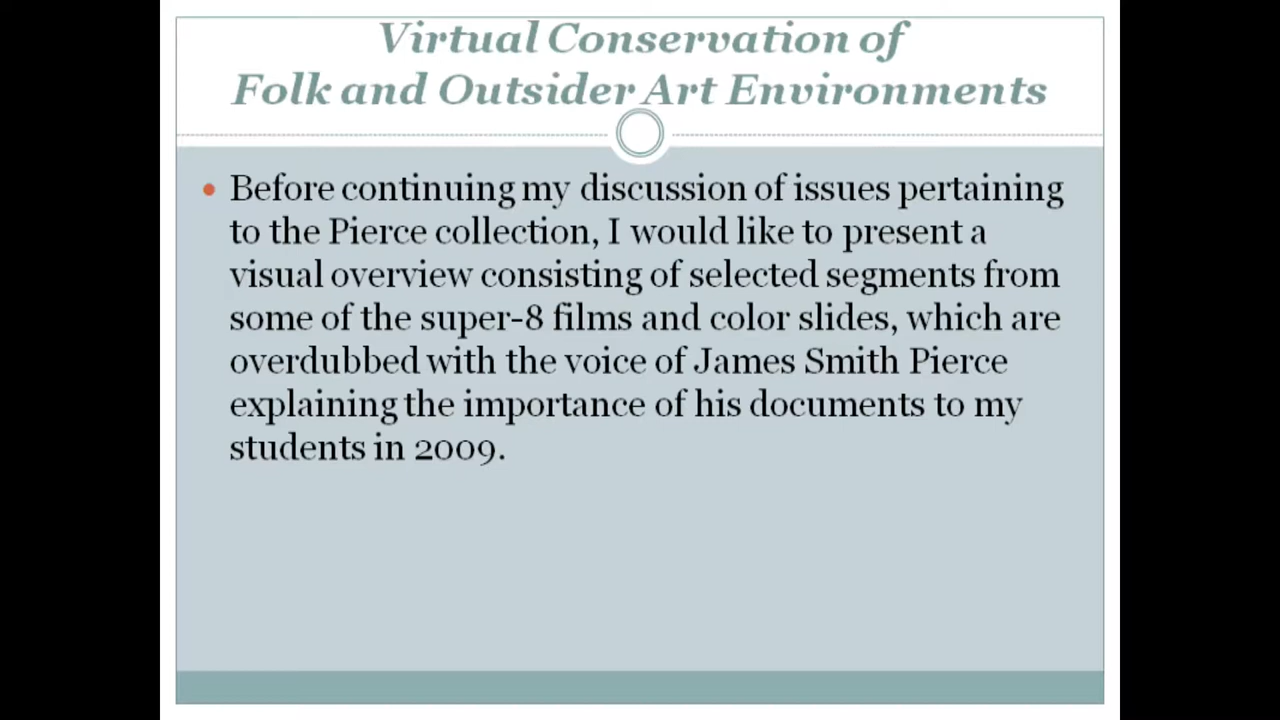 Virtual Conservation of
Folk and Outsider Art Environments
• Before continuing my discussion of issues pertaining
to the Pierce collection, I would like to present a
visual overview consisting of selected segments from
some of the super-8 films and color slides, which are
overdubbed with the voice of James Smith Pierce
explaining the importance of his documents to my
students in 2009.